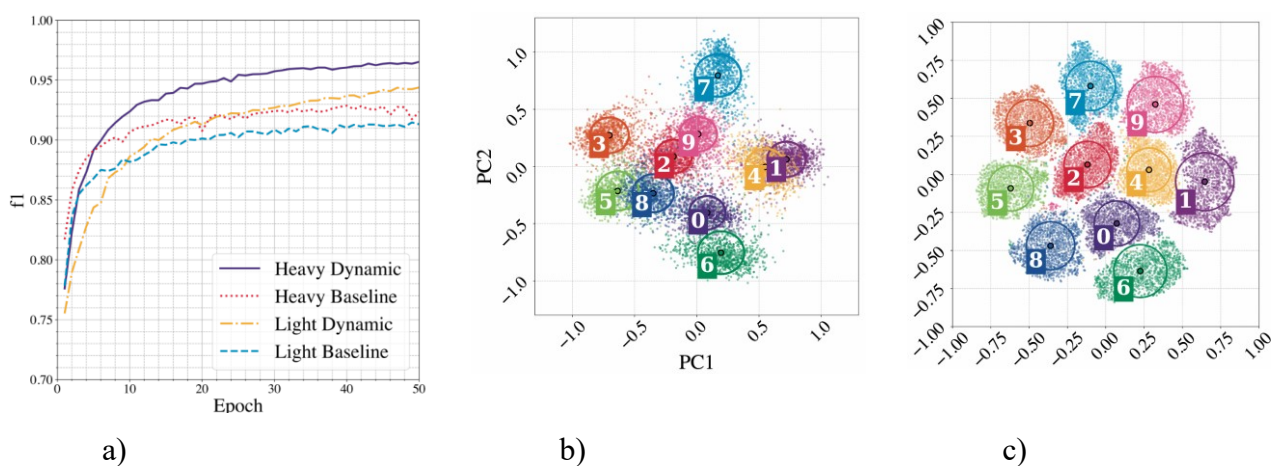 1.00
0.95
0.90
0.85
0.80
0.75
0.70
f1
0 10 20 30 40 50
Epoch
Heavy Dynamic
Heavy Baseline
Light Dynamic
Light Baseline
a)
1.0
0.5
0.0
−0.5
−1.0
PC2
−1.0 −0.5 0.0 0.5 1.0
PC1
7
3
9
2
4
1
5
8
0
6
b)
1.00
0.75
0.50
0.25
0.00
−0.25
−0.50
−0.75
−1.00
−1.00 −0.75 −0.50 −0.25 0.00 0.25 0.50 0.75 1.00
7
9
3
2
4
5
1
0
8
6
c)